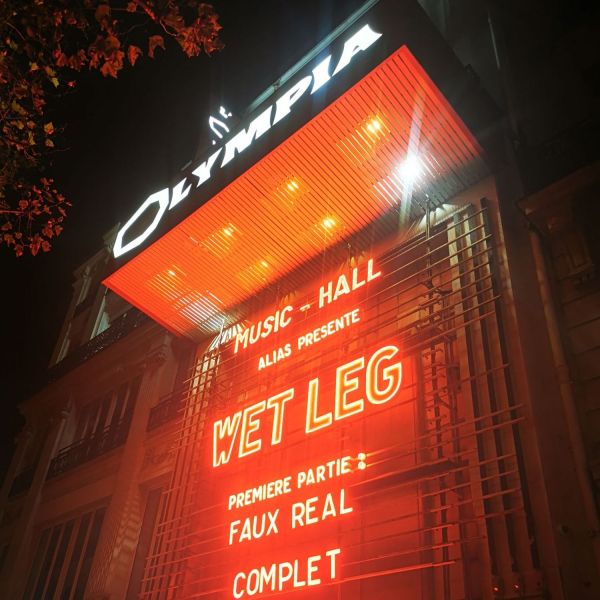 OLYMPIA
MUSIC - HALL
ALIAS PRESENTE
WET LEG
PREMIERE PARTIE :
FAUX REAL
COMPLET